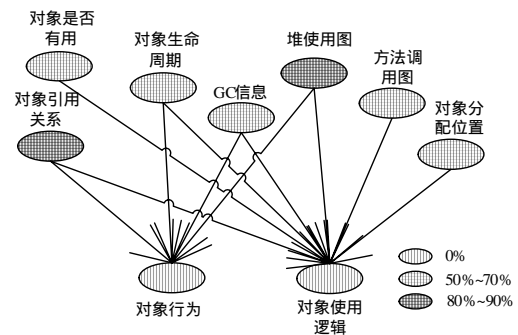 对象是否
有用
对象生命
周期
GC信息
堆使用图
方法调
用图
对象引用
关系
对象分
配位置
对象行为
对象使用
逻辑
0%
50%~70%
80%~90%